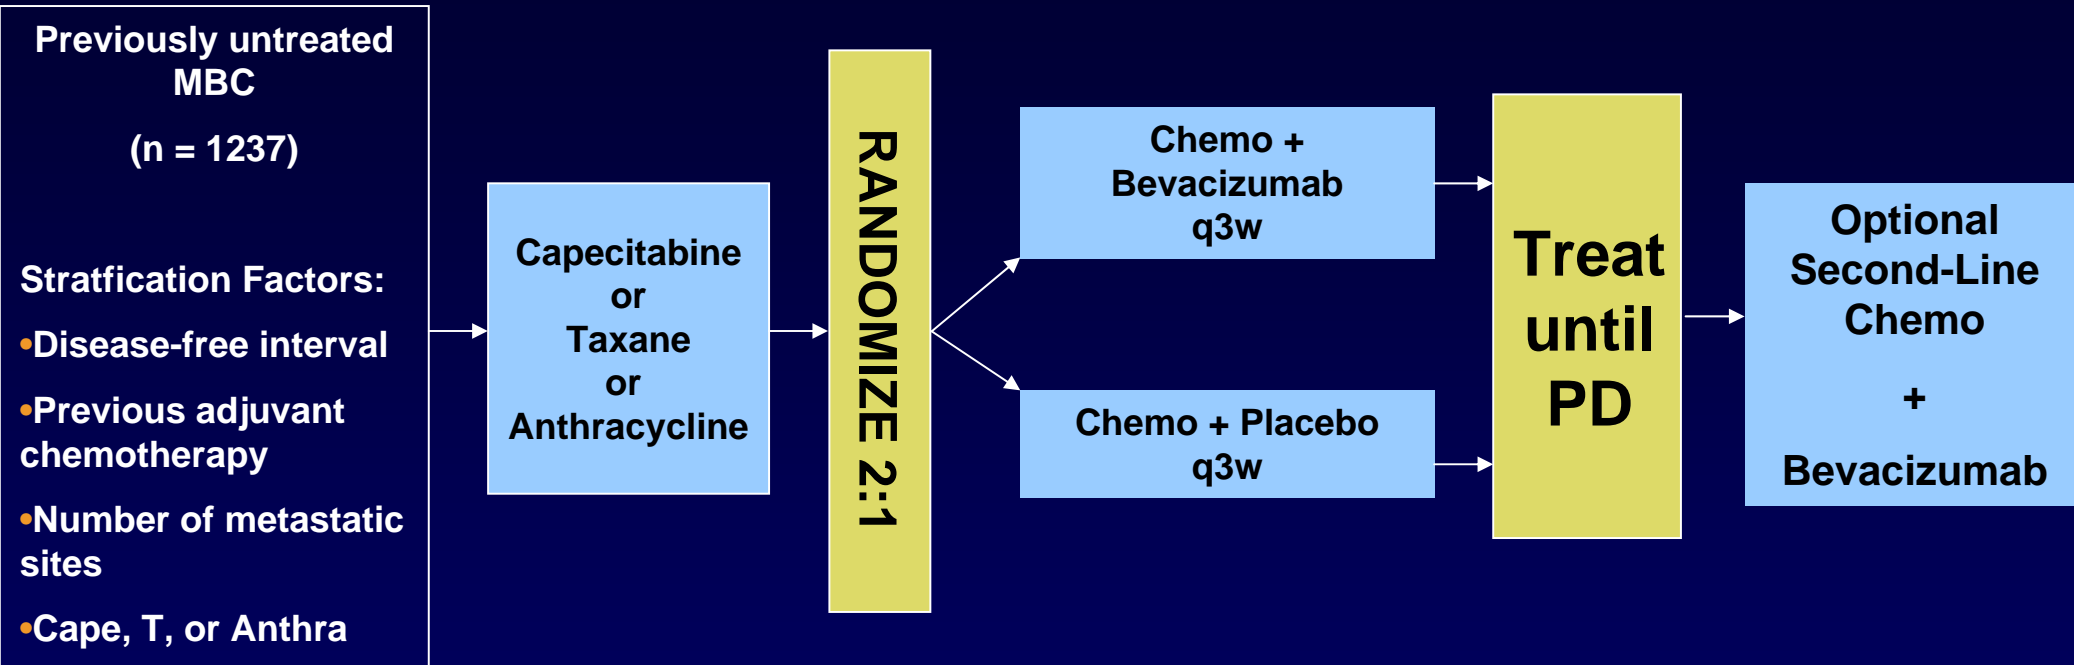 Previously untreated
MBC
(n = 1237)
Stratfication Factors:
•Disease-free interval
•Previous adjuvant
chemotherapy
•Number of metastatic
sites
•Cape, T, or Anthra
Capecitabine
or
Taxane
or
Anthracycline
RANDOMIZE 2:1
Chemo +
Bevacizumab
q3w
Chemo + Placebo
q3w
Treat
until
PD
Optional
Second-Line
Chemo
+
Bevacizumab